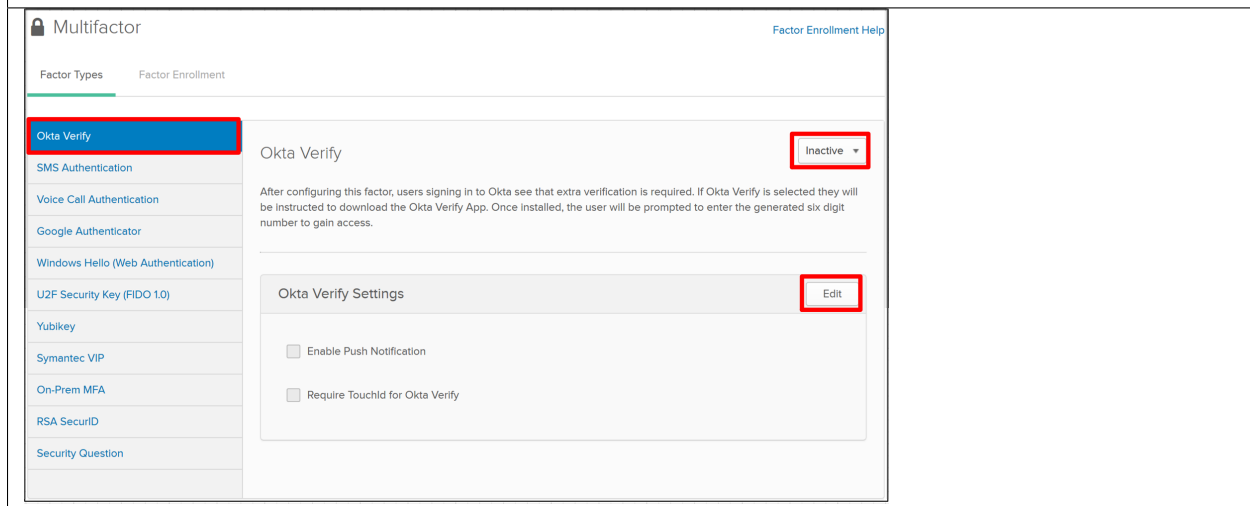 Multifactor
Factor Enrollment Help
Factor Types
Factor Enrollment
Okta Verify
SMS Authentication
Voice Call Authentication
Google Authenticator
Windows Hello (Web Authentication)
U2F Security Key (FIDO 1.0)
Yubikey
Symantec VIP
On-Prem MFA
RSA SecurID
Security Question
Okta Verify
Inactive
After configuring this factor, users signing in to Okta see that extra verification is required. If Okta Verify is selected they will
be instructed to download the Okta Verify App. Once installed, the user will be prompted to enter the generated six digit
number to gain access.
Okta Verify Settings
Edit
Enable Push Notification
Require TouchId for Okta Verify